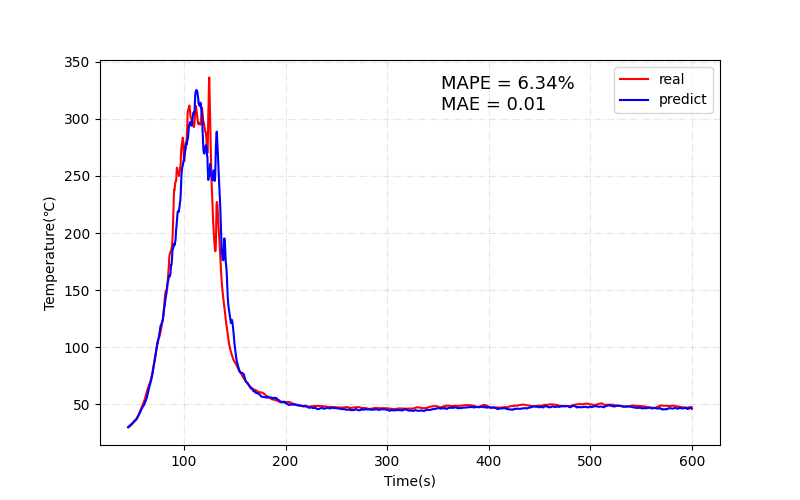 MAPE = 6.34%
MAE = 0.01
real
predict
350
300
250
200
150
100
50
Temperature(℃)
100 200 300 400 500 600
Time(s)